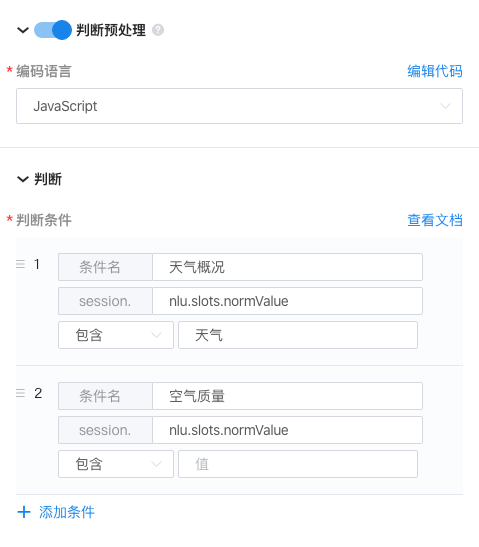 判断预处理 ?
* 编码语言 编辑代码
JavaScript
判断
* 判断条件 查看文档
1 条件名 天气概况
session. nlu.slots.normValue
包含 天气
2 条件名 空气质量
session. nlu.slots.normValue
包含 值
+ 添加条件